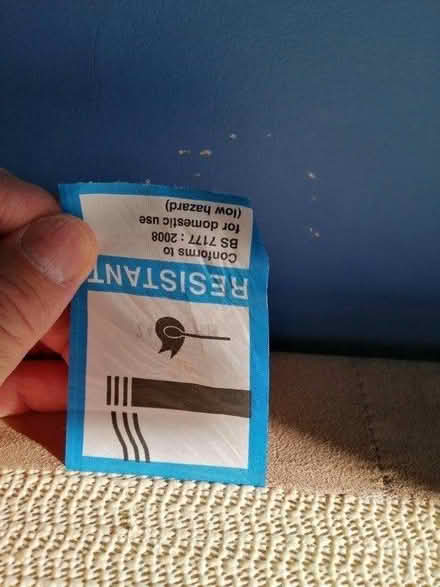 RESISTANT
Conforms to
BS 7177 : 2008
for domestic use
(low hazard)